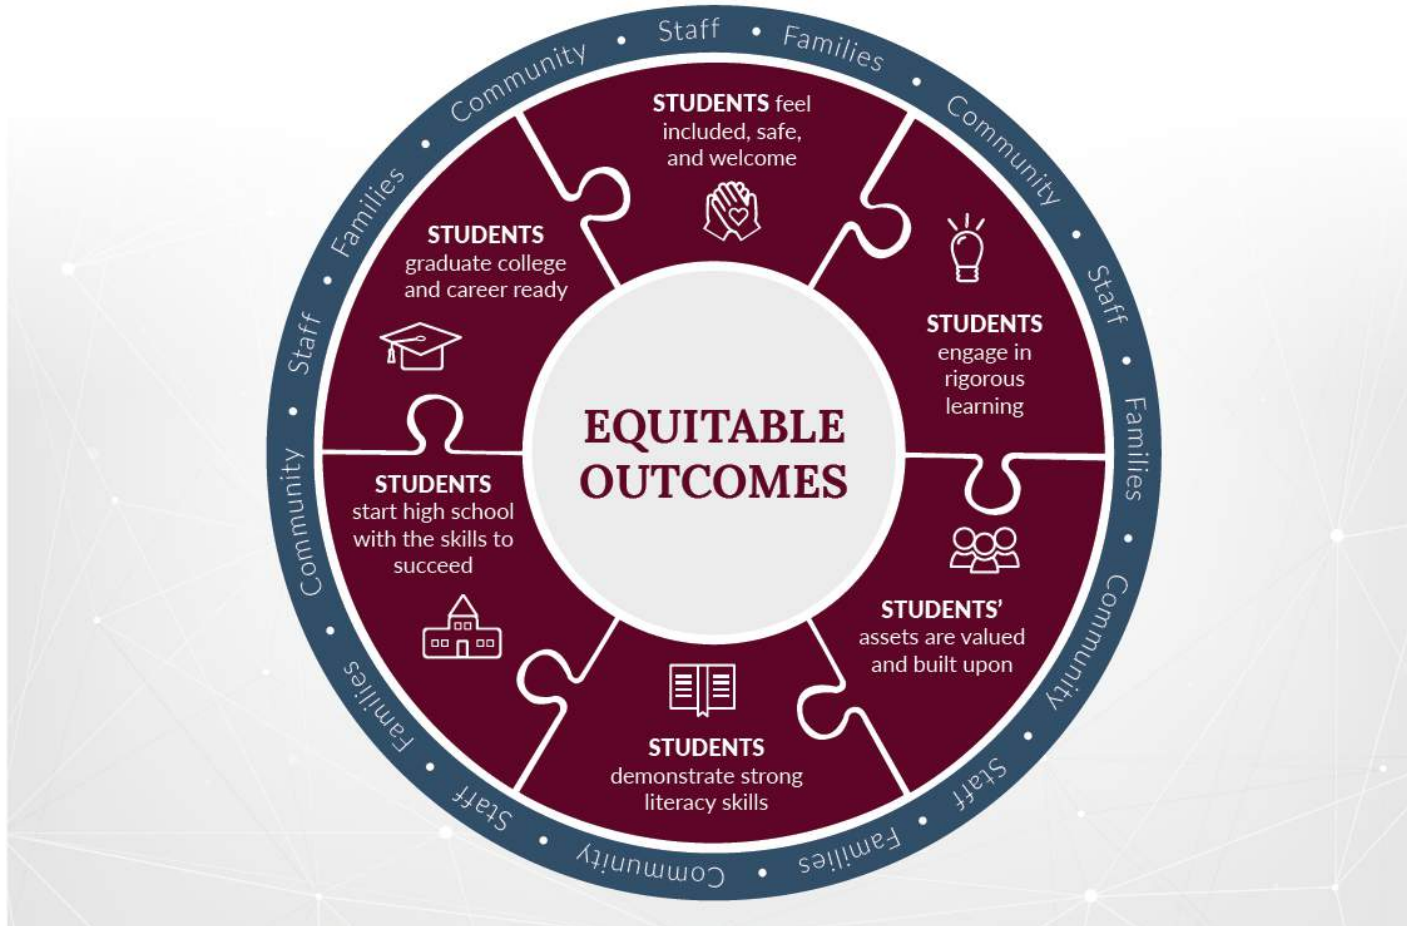 Staff • Families • Community • Staff • Families • Community • Staff • Families • Community • Staff • Families • Community • Staff • Families • Community •
STUDENTS feel
included, safe,
and welcome
STUDENTS
engage in
rigorous
learning
STUDENTS’
assets are valued
and built upon
STUDENTS
demonstrate strong
literacy skills
STUDENTS
start high school
with the skills to
succeed
STUDENTS
graduate college
and career ready
EQUITABLE
OUTCOMES